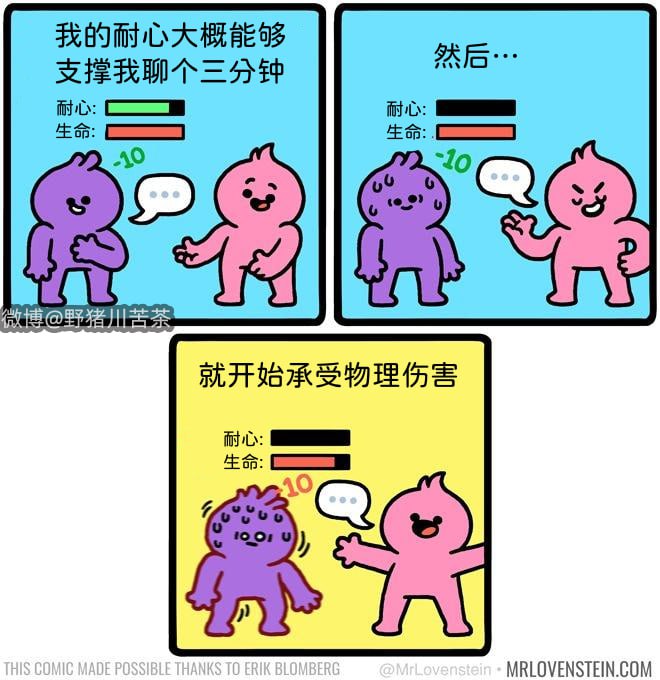 我的耐心大概能够
支撑我聊个三分钟
耐心:
生命:
-10
然后…
耐心:
生命:
-10
微博@野猪川苦茶
就开始承受物理伤害
耐心:
生命:
-10
THIS COMIC MADE POSSIBLE THANKS TO ERIK BLOMBERG
@MrLovenstein • MRLOVENSTEIN.COM